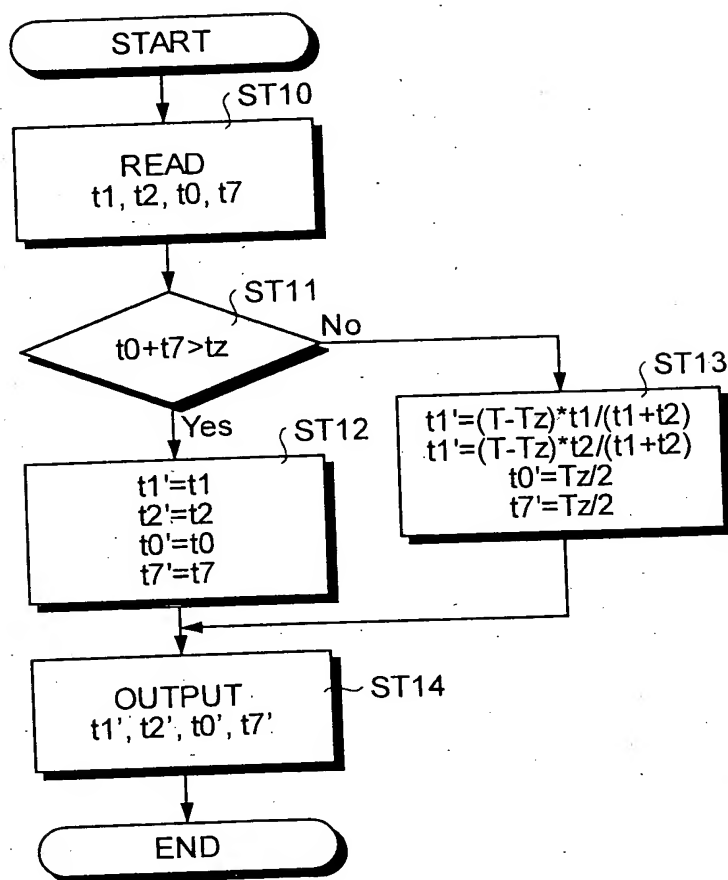 START
ST10
READ
t1, t2, t0, t7
ST11
t0+t7>tz
No
Yes
ST13
t1'=(T-Tz)*t1/(t1+t2)
t1'=(T-Tz)*t2/(t1+t2)
t0'=Tz/2
t7'=Tz/2
ST12
t1'=t1
t2'=t2
t0'=t0
t7'=t7
OUTPUT
t1', t2', t0', t7'
ST14
END